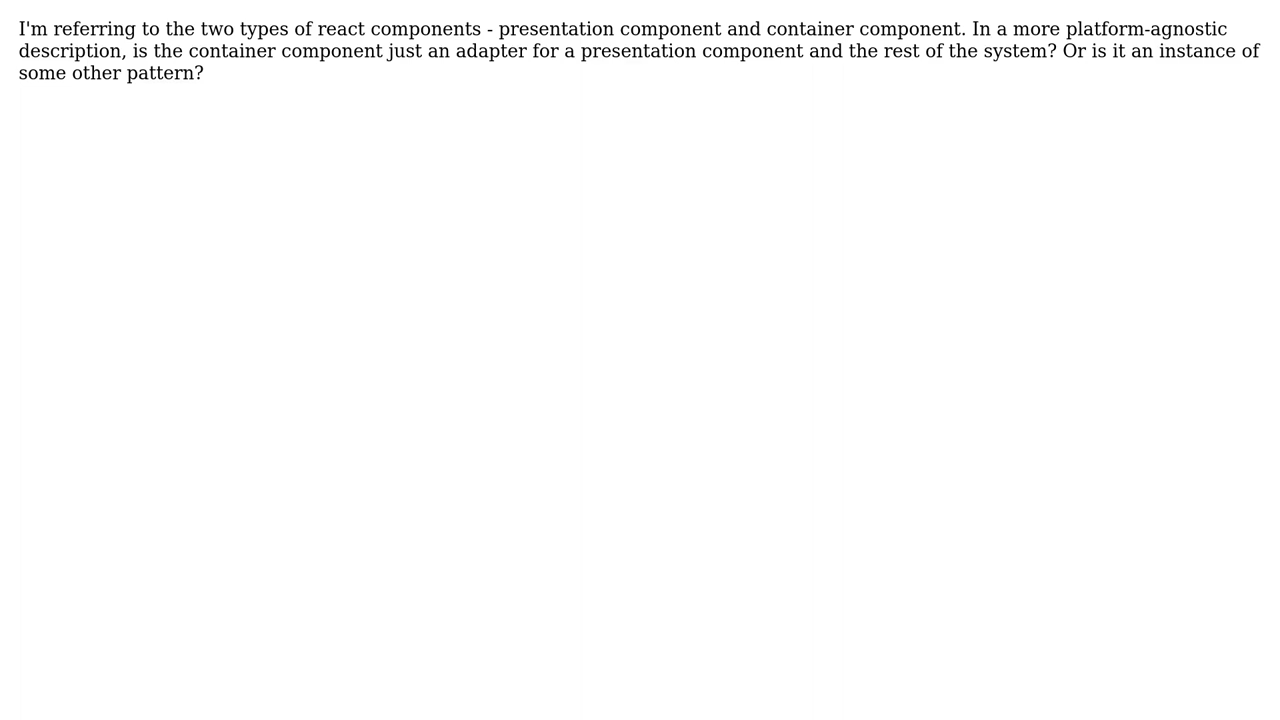 I'm referring to the two types of react components - presentation component and container component. In a more platform-agnostic
description, is the container component just an adapter for a presentation component and the rest of the system? Or is it an instance of
some other pattern?